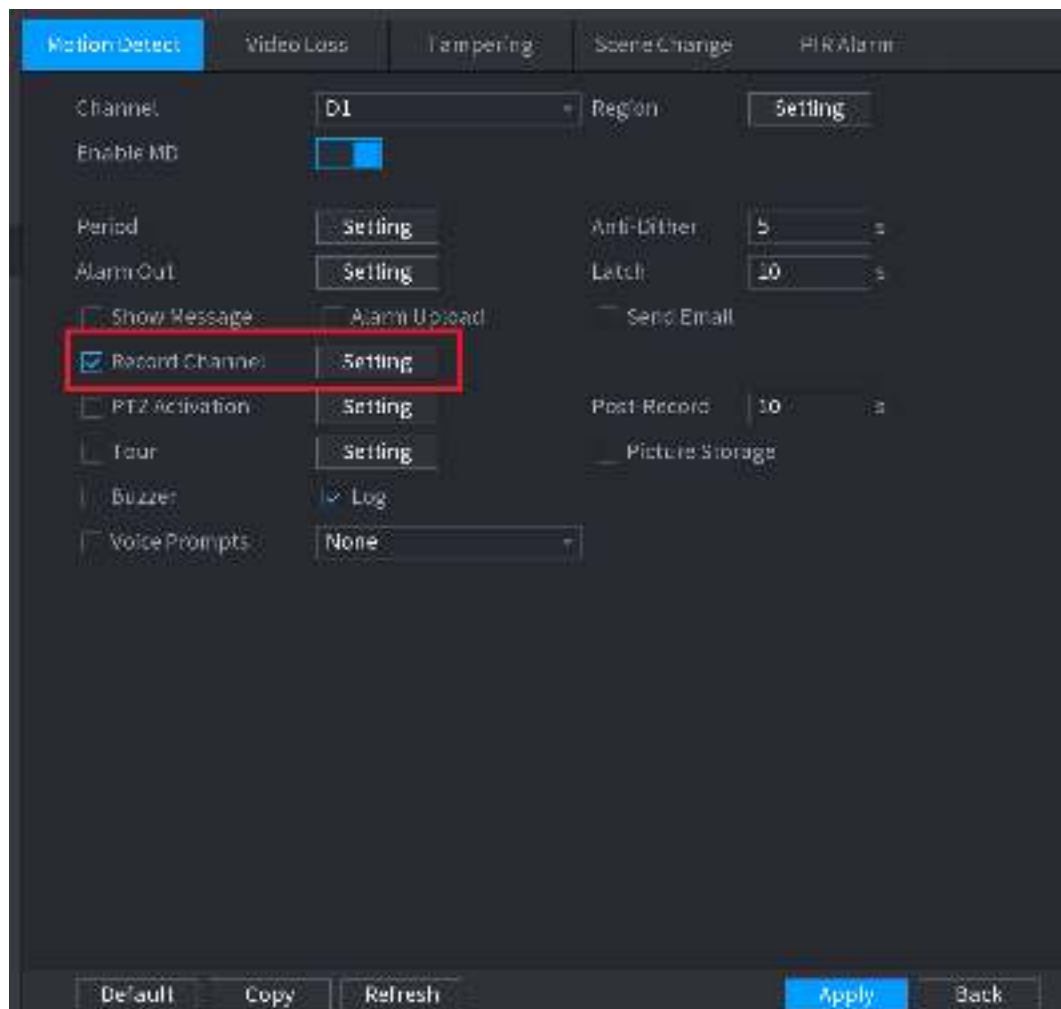 Motion Detect Video Loss Tampering Scene Change PIR Alarm
Channel D1 Region Setting
Enable MD
Period Setting Anti-Dither 5 s
Alarm Out Setting Latch 10 s
Show Message Alarm Upload Send Email
Record Channel Setting
PTZ Activation Setting Post-Record 10 s
Tour Setting Picture Storage
Buzzer Log
Voice Prompts None
Default Copy Refresh Apply Back